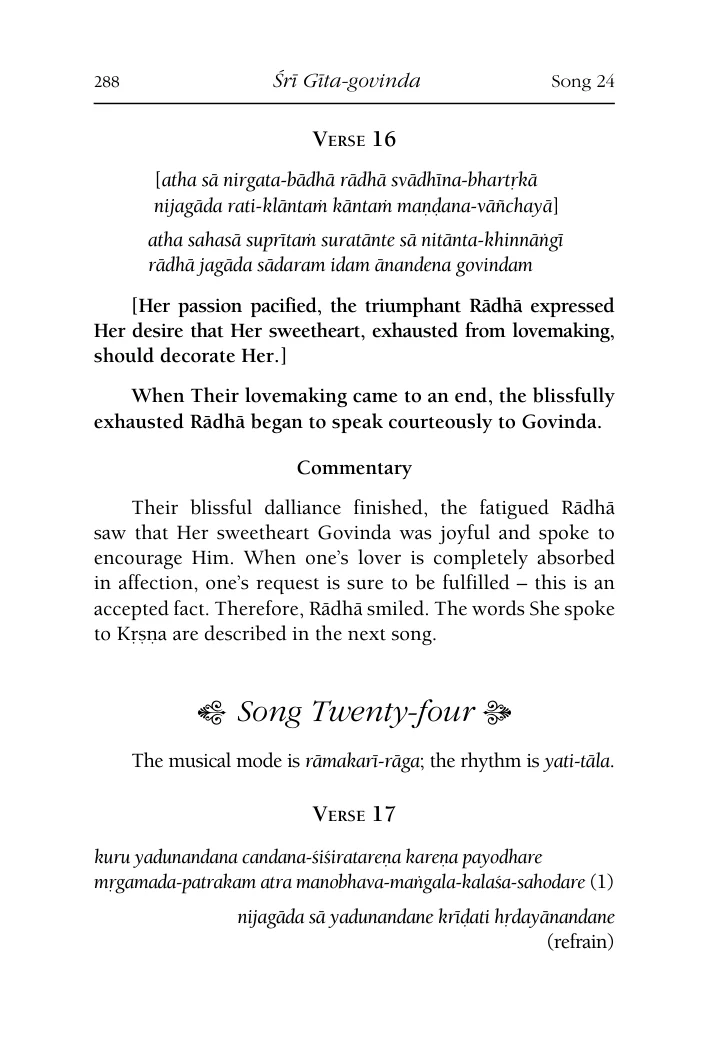 288 Śrī Gīta-govinda Song 24
Verse 16
[atha sā nirgata-bādhā rādhā svādhīna-bhartṛkā
nijagāda rati-klāntaṁ kāntaṁ maṇḍana-vāñchayā]
atha sahasā suprītaṁ suratānte sā nitānta-khinnāṅgī
rādhā jagāda sādaram idam ānandena govindam
[Her passion pacified, the triumphant Rādhā expressed
Her desire that Her sweetheart, exhausted from lovemaking,
should decorate Her.]
When Their lovemaking came to an end, the blissfully
exhausted Rādhā began to speak courteously to Govinda.
Commentary
Their blissful dalliance finished, the fatigued Rādhā
saw that Her sweetheart Govinda was joyful and spoke to
encourage Him. When one’s lover is completely absorbed
in affection, one’s request is sure to be fulfilled – this is an
accepted fact. Therefore, Rādhā smiled. The words She spoke
to Kṛṣṇa are described in the next song.
Song Twenty-four
The musical mode is rāmakarī-rāga; the rhythm is yati-tāla.
Verse 17
kuru yadunandana candana-śiśiratareṇa kareṇa payodhare
mṛgamada-patrakam atra manobhava-maṅgala-kalaśa-sahodare (1)
nijagāda sā yadunandane krīḍati hṛdayānandane
(refrain)